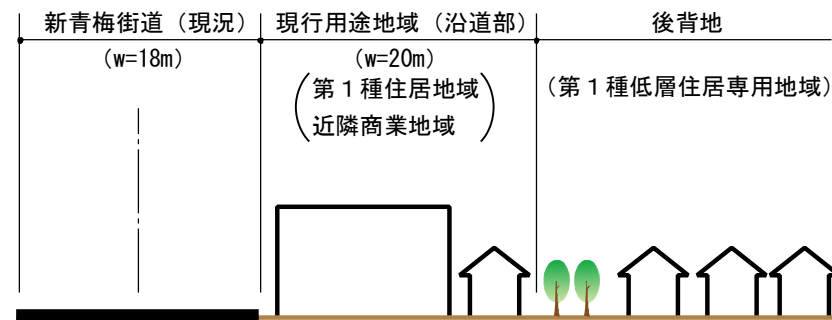 新青梅街道（現況）　現行用途地域（沿道部）　後背地
（w=18m）　（w=20m）
（第１種住居地域
近隣商業地域）
（第１種低層住居専用地域）